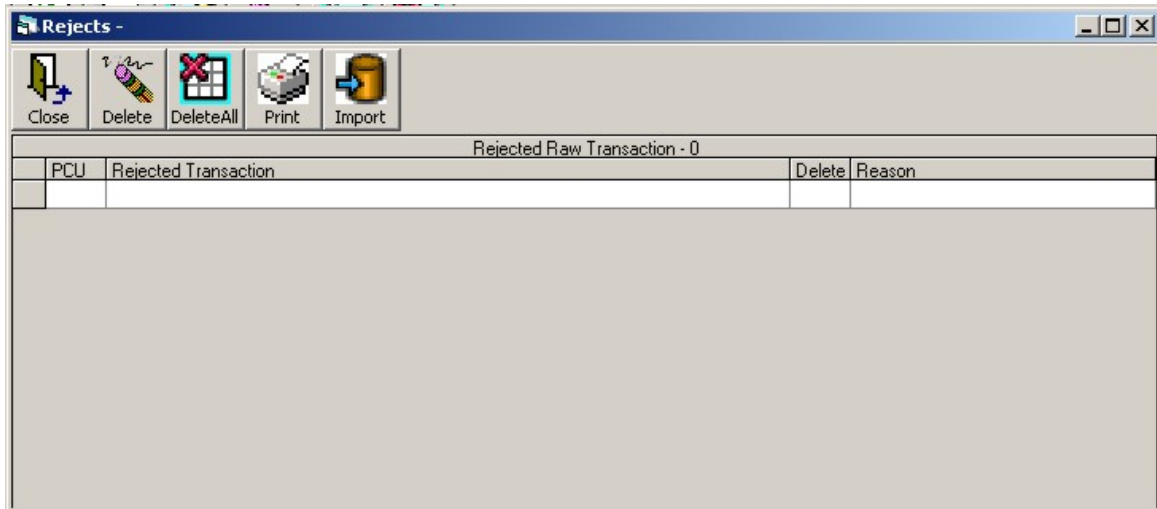 Rejects -
Close Delete DeleteAll Print Import
Rejected Raw Transaction - 0
PCU Rejected Transaction Delete Reason